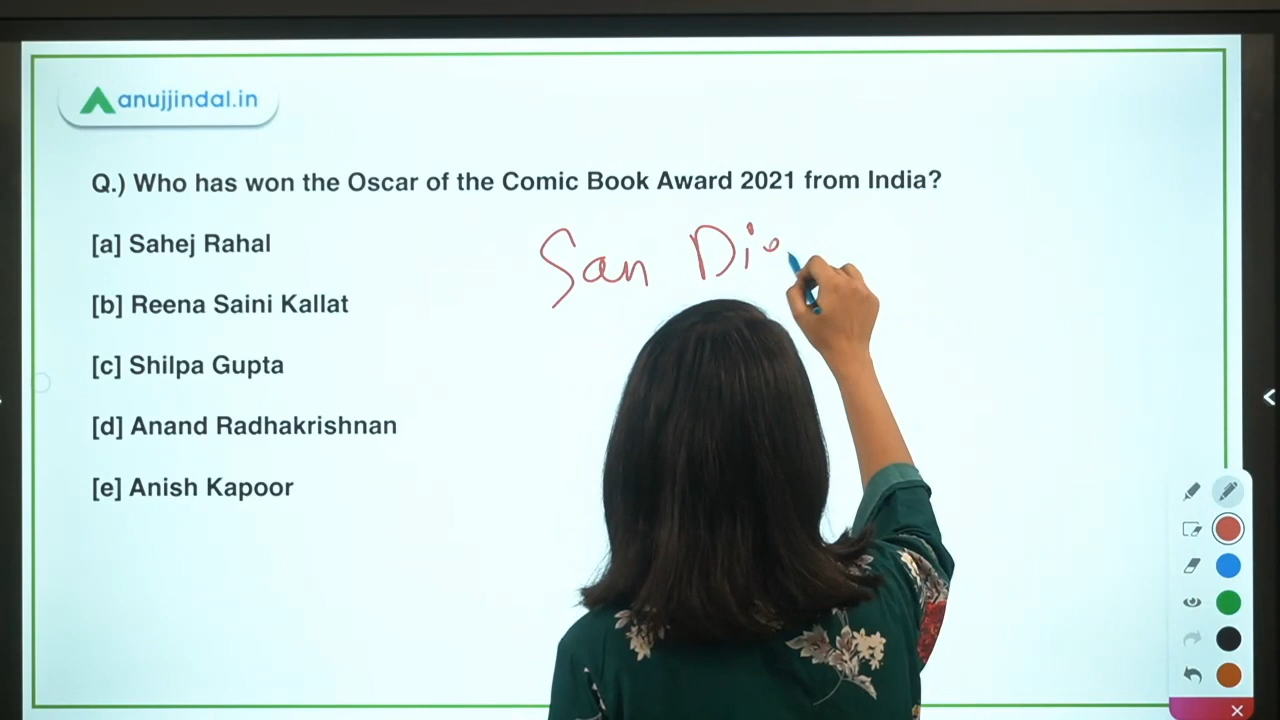 anujjindal.in
Q.) Who has won the Oscar of the Comic Book Award 2021 from India?
[a] Sahej Rahal
San Die
[b] Reena Saini Kallat
[c] Shilpa Gupta
[d] Anand Radhakrishnan
[e] Anish Kapoor